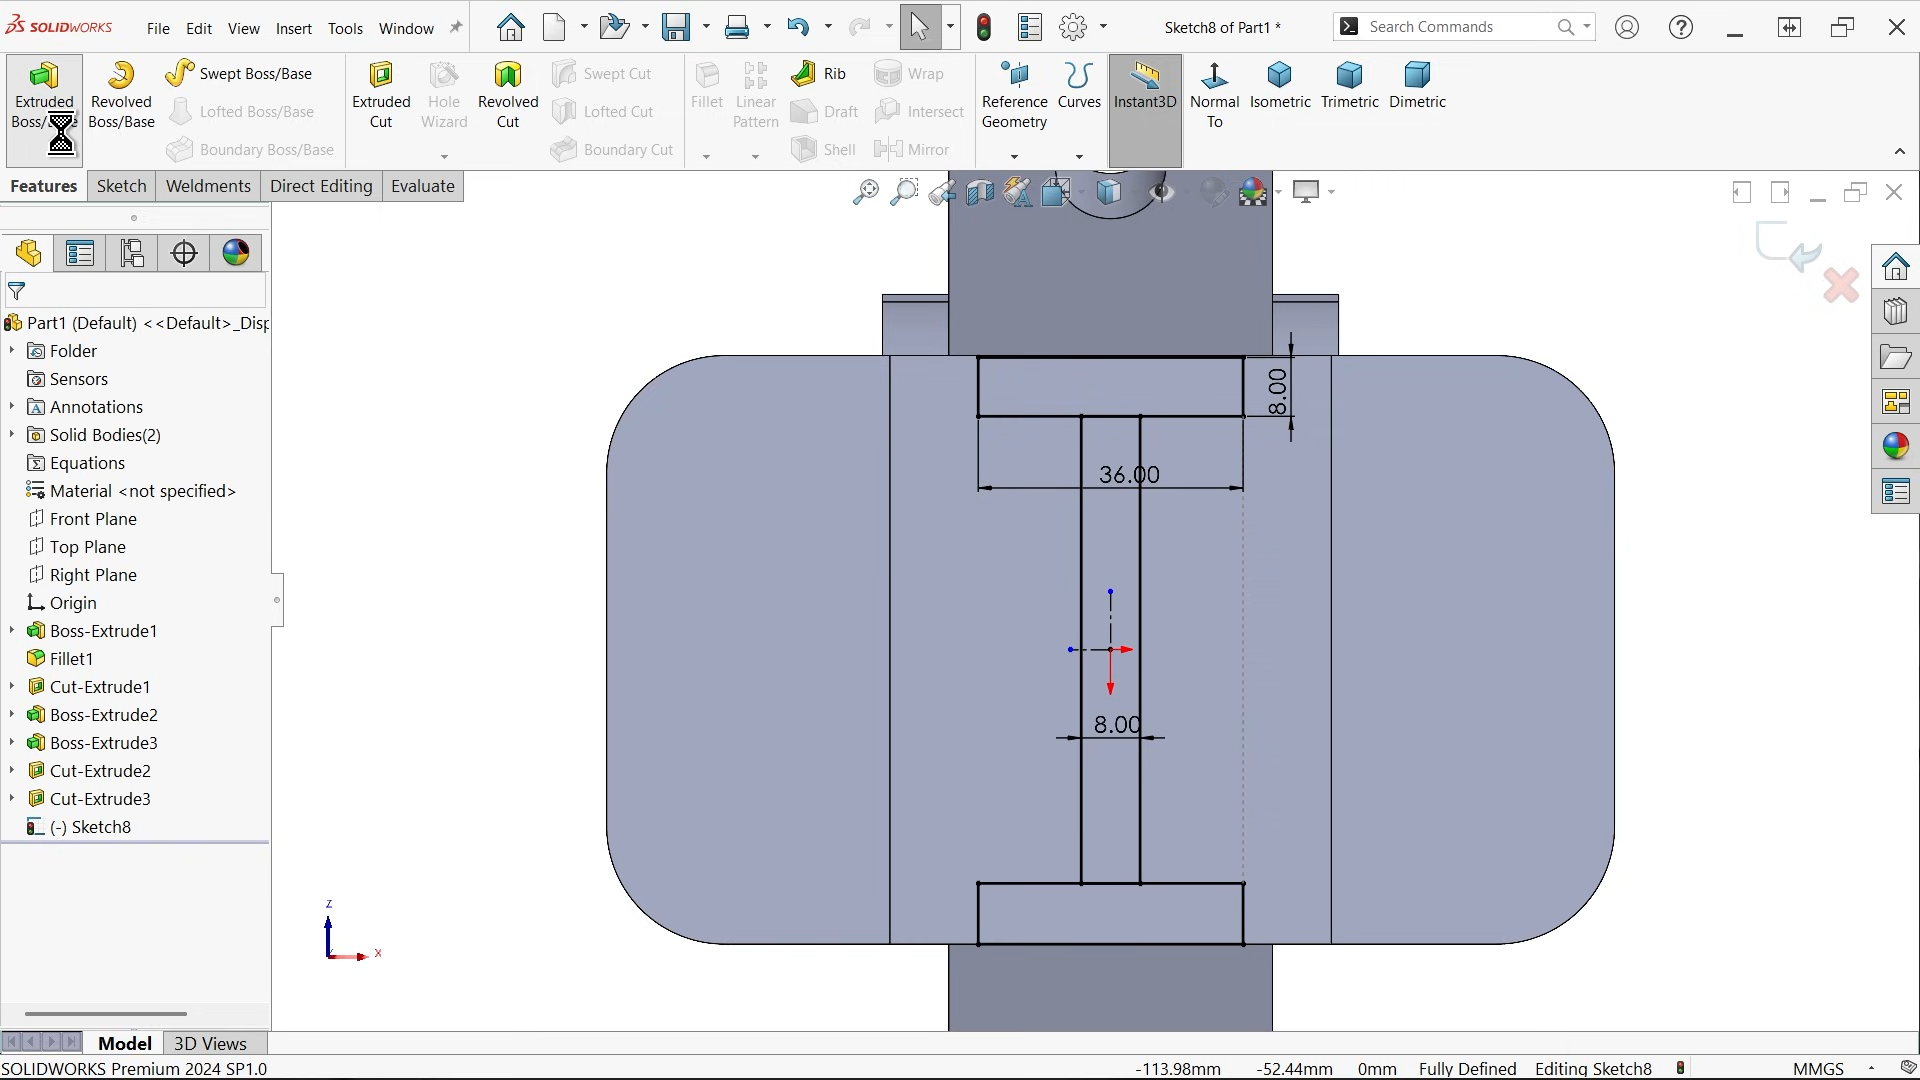 SOLIDWORKS
File Edit View Insert Tools Window
Sketch8 of Part1 *
Search Commands
Extruded
Revolved
Boss/Base
Swept Boss/Base
Lofted Boss/Base
Boundary Boss/Base
Extruded
Cut
Hole
Wizard
Revolved
Cut
Swept Cut
Lofted Cut
Boundary Cut
Fillet
Linear
Pattern
Rib
Draft
Shell
Wrap
Intersect
Mirror
Reference
Geometry
Curves
Instant3D
Normal
To
Isometric
Trimetric
Dimetric
Features
Sketch
Weldments
Direct Editing
Evaluate
Part1 (Default) <<Default>_Disp
Folder
Sensors
Annotations
Solid Bodies(2)
Equations
Material <not specified>
Front Plane
Top Plane
Right Plane
Origin
Boss-Extrude1
Fillet1
Cut-Extrude1
Boss-Extrude2
Boss-Extrude3
Cut-Extrude2
Cut-Extrude3
(-) Sketch8
8.00
36.00
8.00
z
x
Model
3D Views
SOLIDWORKS Premium 2024 SP1.0
-113.98mm
-52.44mm
0mm
Fully Defined
Editing Sketch8
MMGS